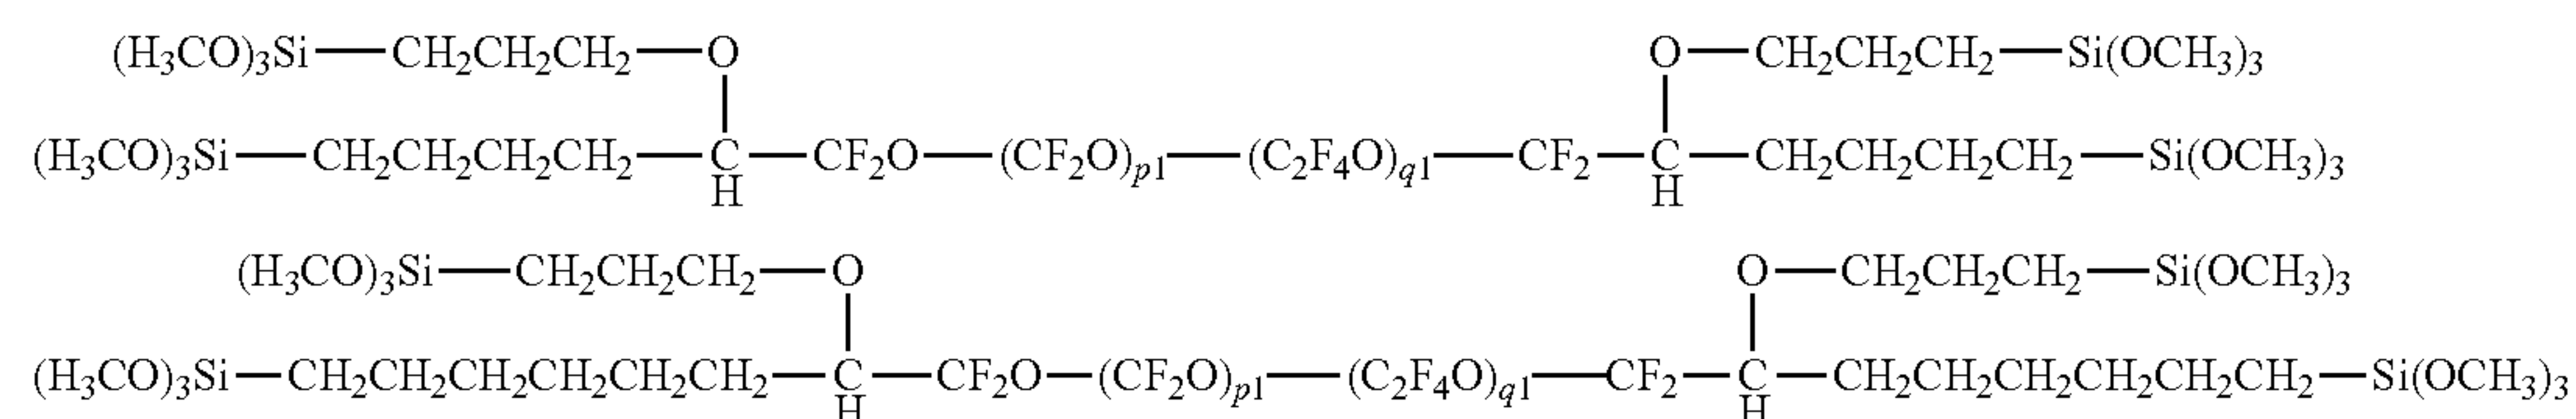 (H₃CO)₃Si—CH₂CH₂CH₂—O O—CH₂CH₂CH₂—Si(OCH₃)₃
(H₃CO)₃Si—CH₂CH₂CH₂CH₂—C—CF₂O—(CF₂O)p1—(C₂F₄O)q1—CF₂—C—CH₂CH₂CH₂CH₂—Si(OCH₃)₃
H H
(H₃CO)₃Si—CH₂CH₂CH₂—O O—CH₂CH₂CH₂—Si(OCH₃)₃
(H₃CO)₃Si—CH₂CH₂CH₂CH₂CH₂CH₂—C—CF₂O—(CF₂O)p1—(C₂F₄O)q1—CF₂—C—CH₂CH₂CH₂CH₂CH₂CH₂—Si(OCH₃)₃
H H